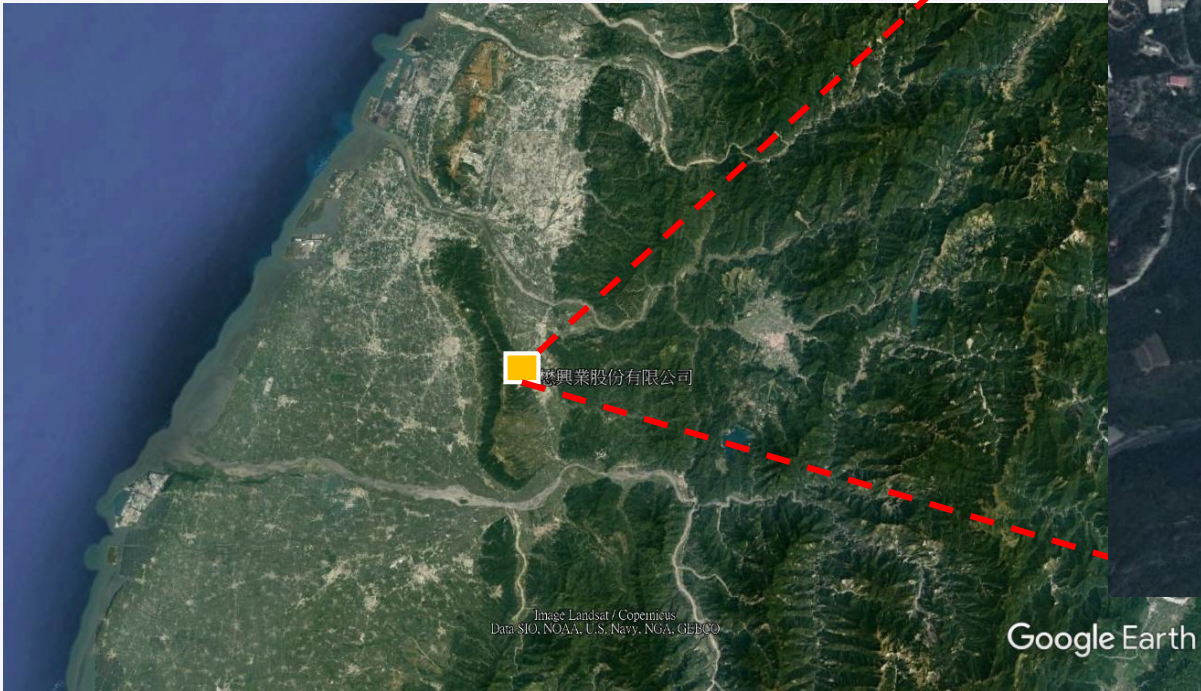 懋興業股份有限公司
Image Landsat / Copernicus
Data SIO, NOAA, U.S. Navy, NGA, GEBCO
Google Earth